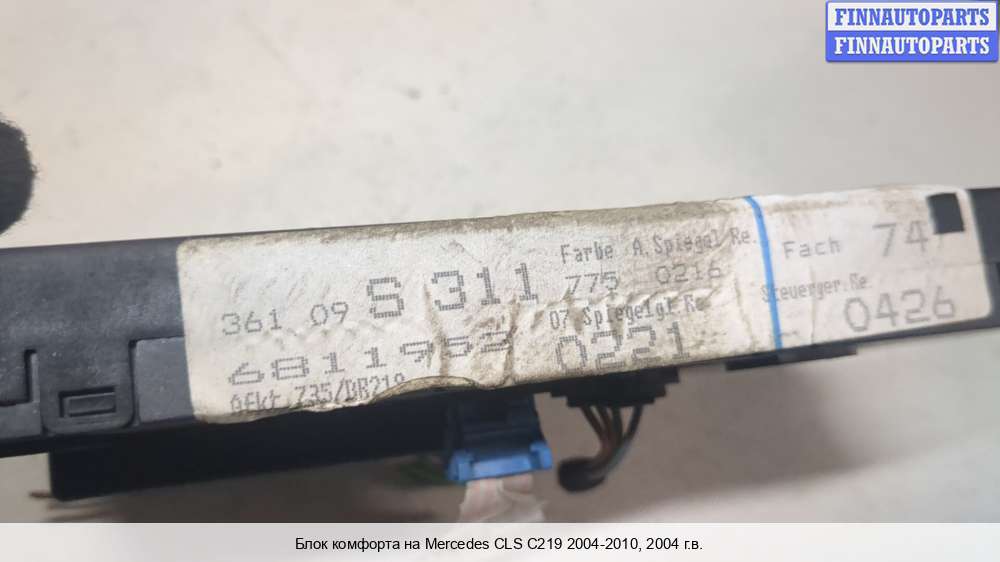 FINNAUTOPARTS
FINNAUTOPARTS
Farbe A.Spiegel Re.
Fach 74
361 09 S 311 775 0216
Steuerger.Re.
07 Spiegelgl.Re
0426
6811952 0221
Блок комфорта на Mercedes CLS C219 2004-2010, 2004 г.в.